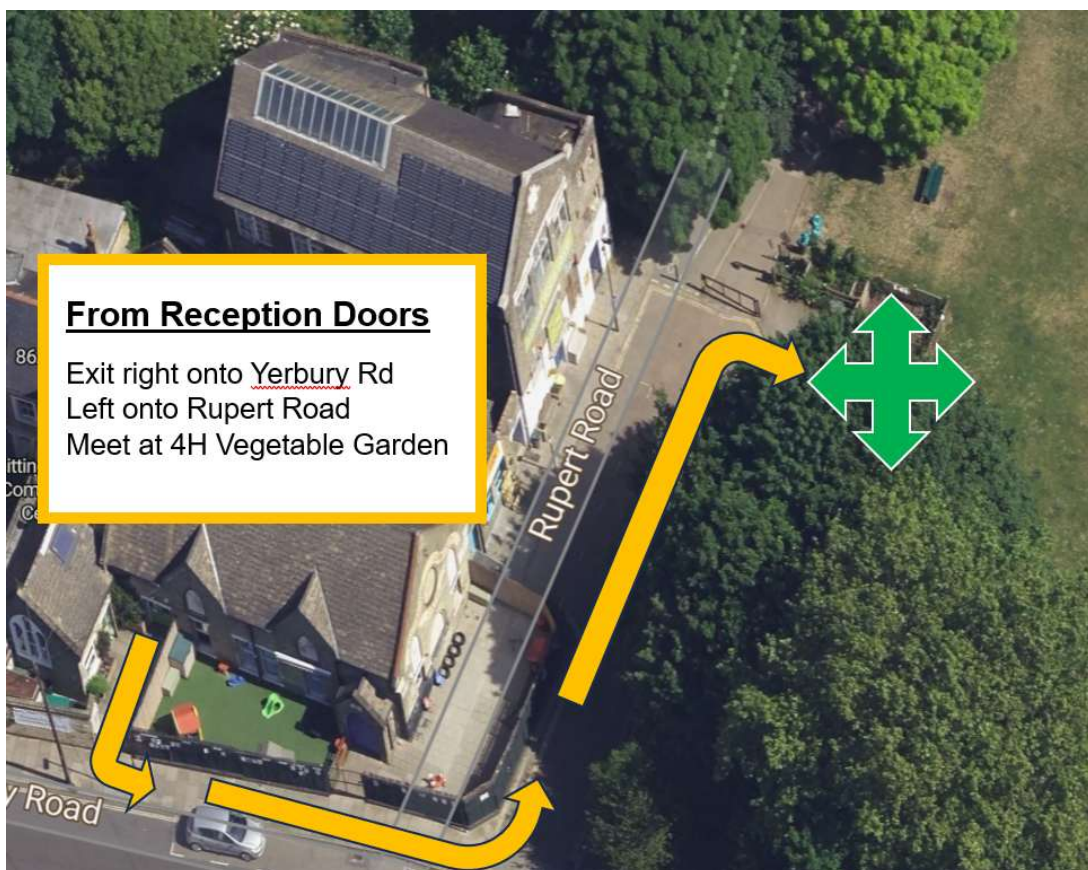 From Reception Doors
Exit right onto Yerbury Rd
Left onto Rupert Road
Meet at 4H Vegetable Garden
86
Rupert Road
y Road